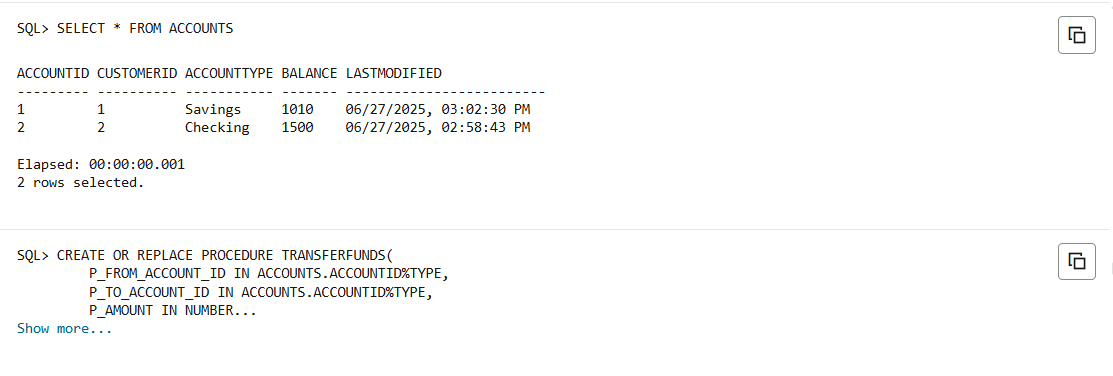 SQL> SELECT * FROM ACCOUNTS
ACCOUNTID CUSTOMERID ACCOUNTTYPE BALANCE LASTMODIFIED
--------- ---------- ----------- ------- -------------------------
1         1          Savings     1010    06/27/2025, 03:02:30 PM
2         2          Checking    1500    06/27/2025, 02:58:43 PM
Elapsed: 00:00:00.001
2 rows selected.
SQL> CREATE OR REPLACE PROCEDURE TRANSFERFUNDS(
         P_FROM_ACCOUNT_ID IN ACCOUNTS.ACCOUNTID%TYPE,
         P_TO_ACCOUNT_ID IN ACCOUNTS.ACCOUNTID%TYPE,
         P_AMOUNT IN NUMBER...
Show more...